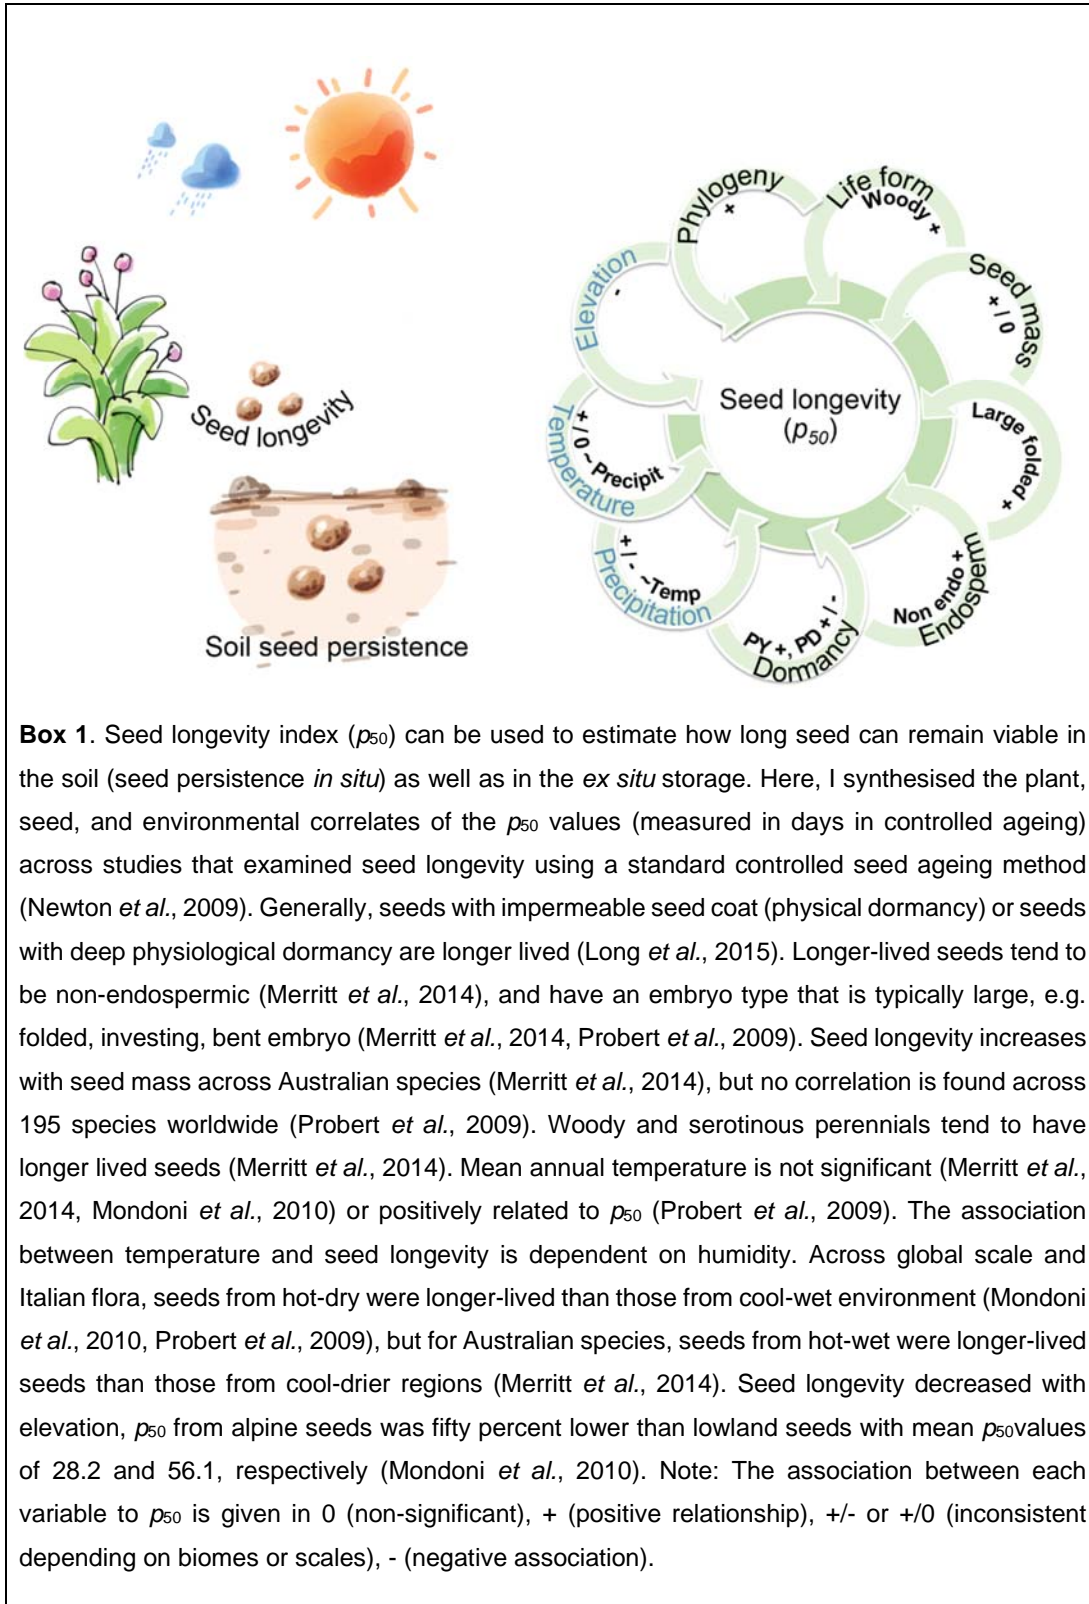 Seed longevity
Soil seed persistence
Phylogeny
+
Life form
Woody +
Seed mass
+ / 0
Large folded +
Endosperm
Non endo +
Dormancy
PY +, PD + / -
Precipitation
+ / - ~Temp
Temperature
+ / 0 ~ Precipit
Elevation
-
Seed longevity
(p50)
Box 1. Seed longevity index (p50) can be used to estimate how long seed can remain viable in
the soil (seed persistence in situ) as well as in the ex situ storage. Here, I synthesised the plant,
seed, and environmental correlates of the p50 values (measured in days in controlled ageing)
across studies that examined seed longevity using a standard controlled seed ageing method
(Newton et al., 2009). Generally, seeds with impermeable seed coat (physical dormancy) or seeds
with deep physiological dormancy are longer lived (Long et al., 2015). Longer-lived seeds tend to
be non-endospermic (Merritt et al., 2014), and have an embryo type that is typically large, e.g.
folded, investing, bent embryo (Merritt et al., 2014, Probert et al., 2009). Seed longevity increases
with seed mass across Australian species (Merritt et al., 2014), but no correlation is found across
195 species worldwide (Probert et al., 2009). Woody and serotinous perennials tend to have
longer lived seeds (Merritt et al., 2014). Mean annual temperature is not significant (Merritt et al.,
2014, Mondoni et al., 2010) or positively related to p50 (Probert et al., 2009). The association
between temperature and seed longevity is dependent on humidity. Across global scale and
Italian flora, seeds from hot-dry were longer-lived than those from cool-wet environment (Mondoni
et al., 2010, Probert et al., 2009), but for Australian species, seeds from hot-wet were longer-lived
seeds than those from cool-drier regions (Merritt et al., 2014). Seed longevity decreased with
elevation, p50 from alpine seeds was fifty percent lower than lowland seeds with mean p50values
of 28.2 and 56.1, respectively (Mondoni et al., 2010). Note: The association between each
variable to p50 is given in 0 (non-significant), + (positive relationship), +/- or +/0 (inconsistent
depending on biomes or scales), - (negative association).